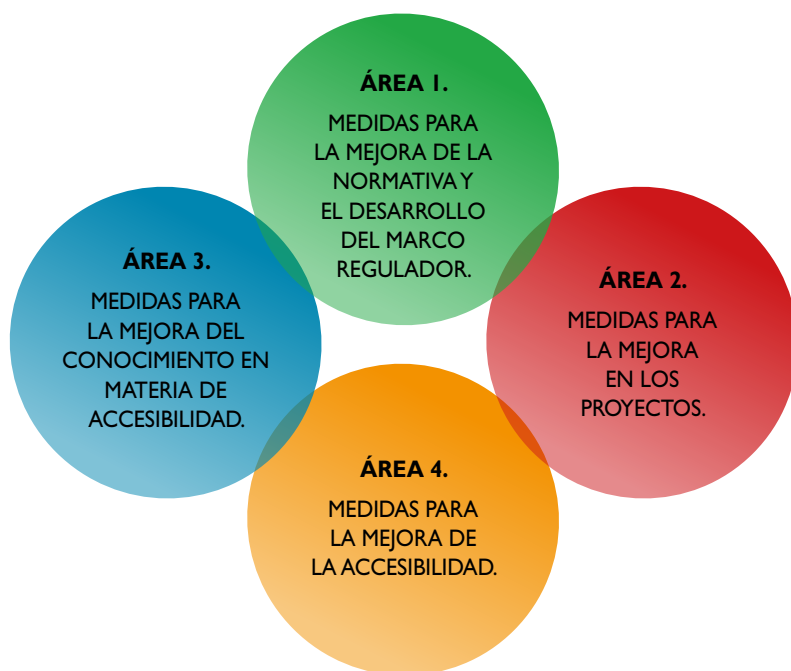 ÁREA 1.
MEDIDAS PARA
LA MEJORA DE LA
NORMATIVA Y
EL DESARROLLO
DEL MARCO
REGULADOR.
ÁREA 3.
MEDIDAS PARA
LA MEJORA DEL
CONOCIMIENTO EN
MATERIA DE
ACCESIBILIDAD.
ÁREA 2.
MEDIDAS PARA
LA MEJORA
EN LOS
PROYECTOS.
ÁREA 4.
MEDIDAS PARA
LA MEJORA DE
LA ACCESIBILIDAD.